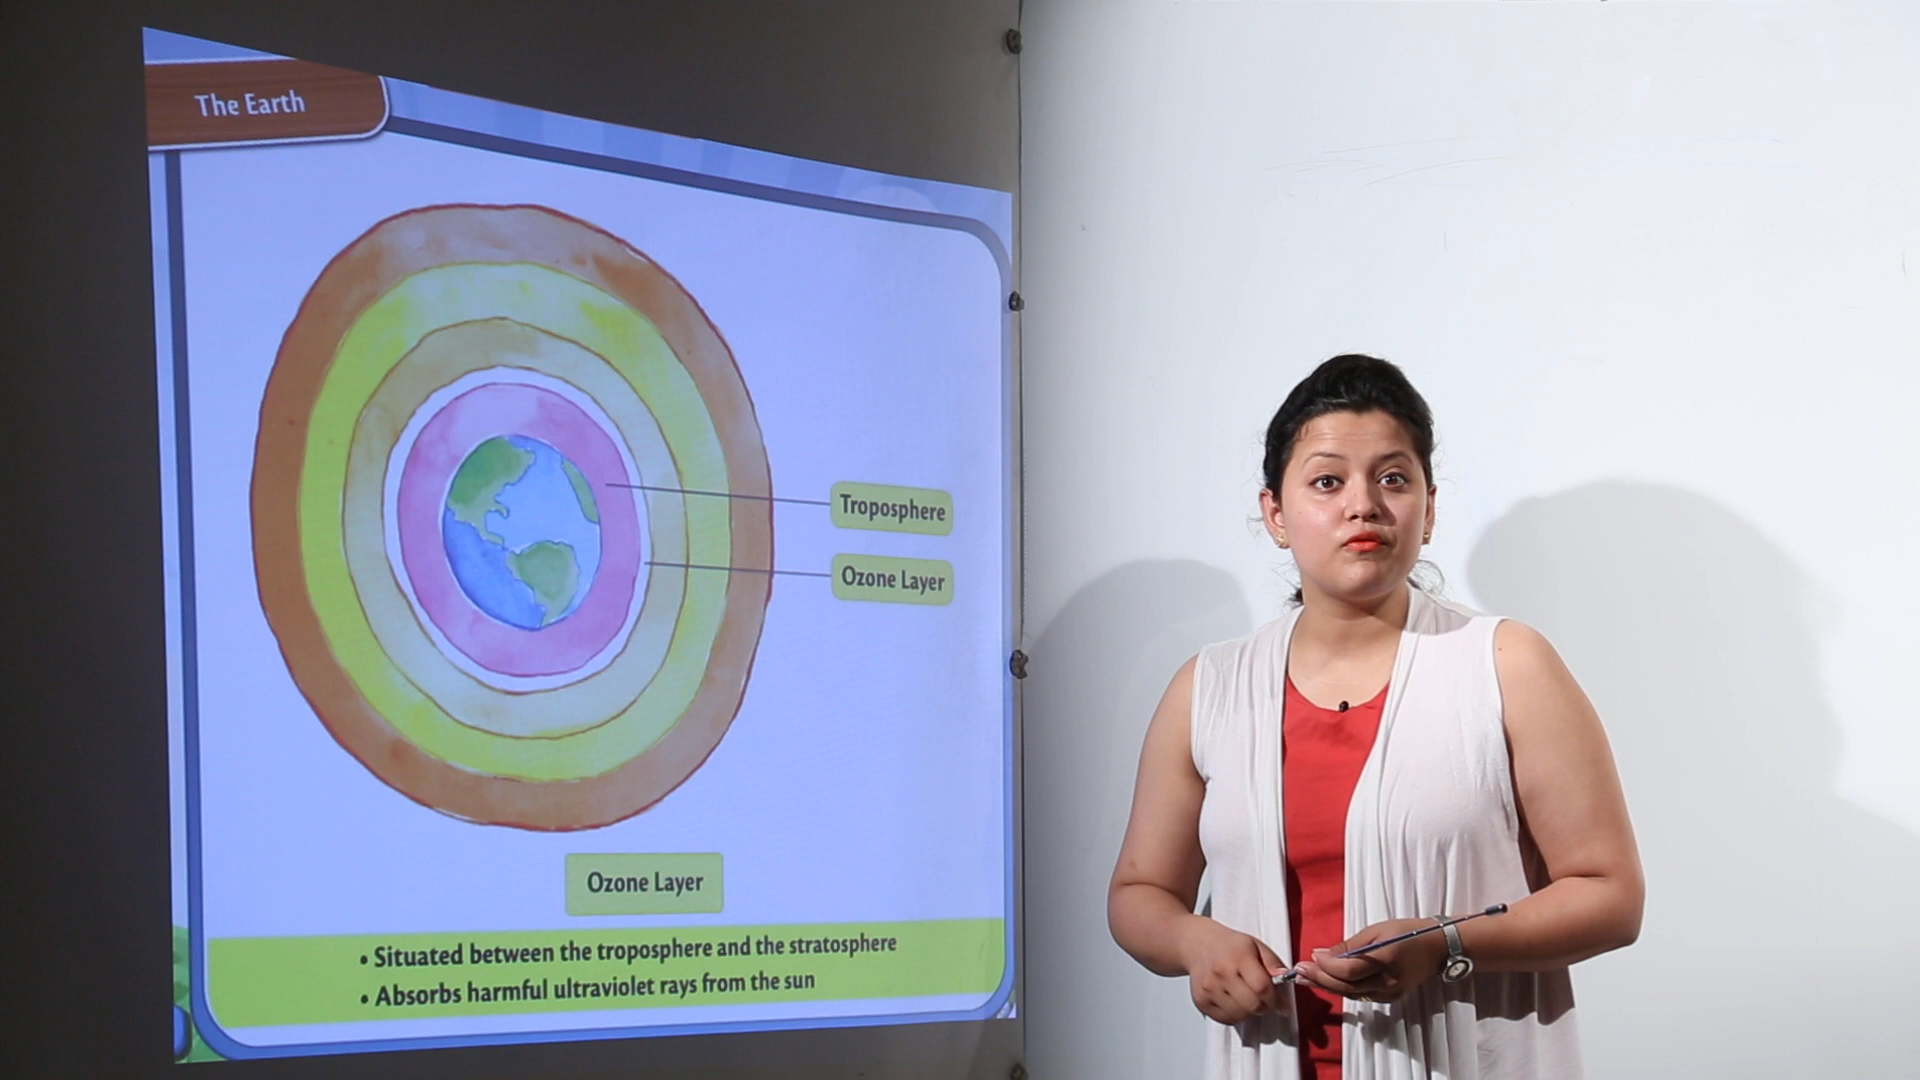 The Earth
Troposphere
Ozone Layer
Ozone Layer
• Situated between the troposphere and the stratosphere
• Absorbs harmful ultraviolet rays from the sun